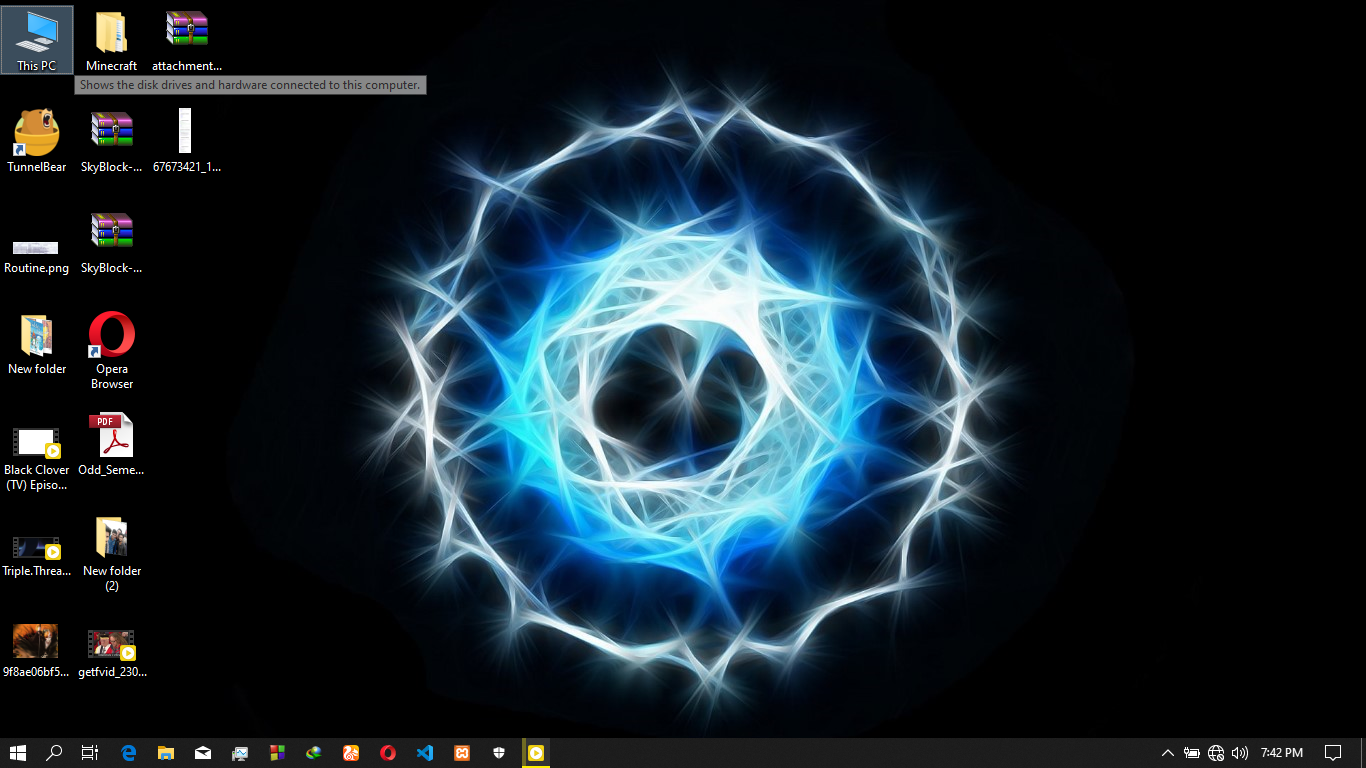 This PC
Minecraft
attachment...
Shows the disk drives and hardware connected to this computer.
TunnelBear
SkyBlock-...
67673421_1...
Routine.png
SkyBlock-...
New folder
Opera
Browser
PDF
Black Clover
(TV) Episo...
Odd_Seme...
Triple.Threa...
New folder
(2)
9f8ae06bf5...
getfvid_230...
7:42 PM